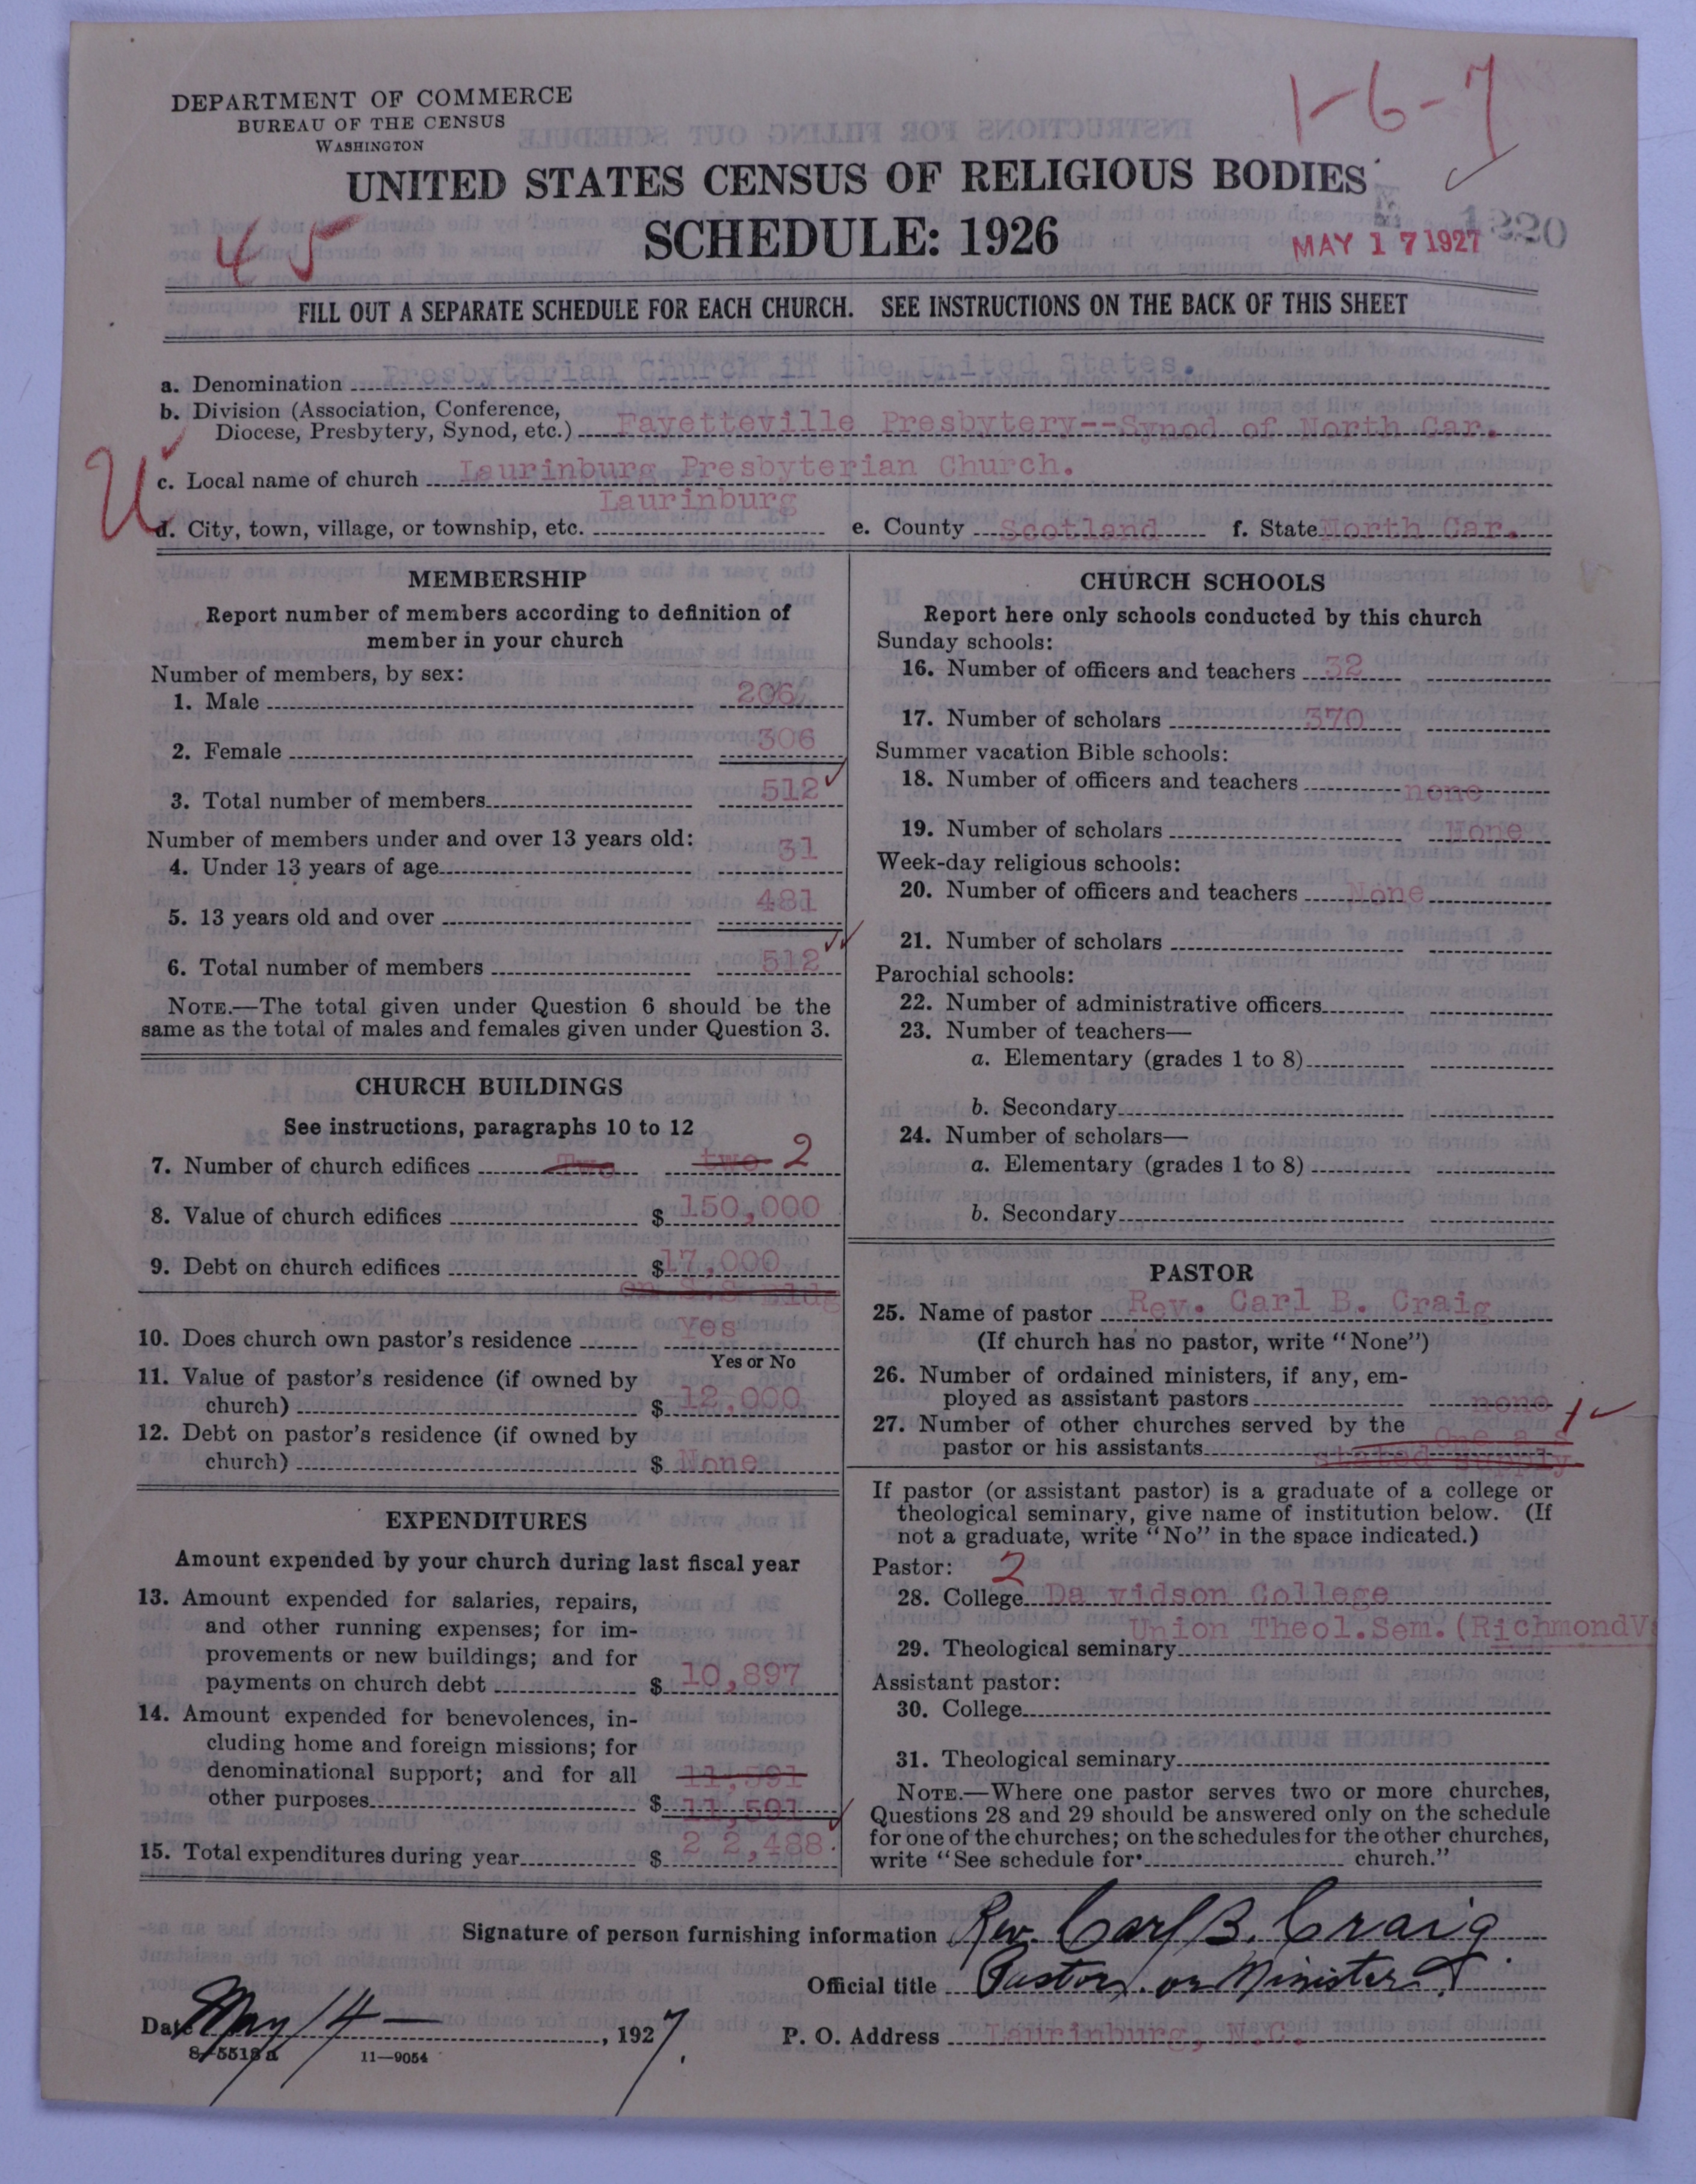 1-6-7
DEPARTMENT OF COMMERCE
BUREAU OF THE CENSUS
WASHINGTON
UNITED STATES CENSUS OF RELIGIOUS BODIES
SCHEDULE: 1926
45
MAY 17 1927
FILL OUT A SEPARATE SCHEDULE FOR EACH CHURCH. SEE INSTRUCTIONS ON THE BACK OF THIS SHEET
a. Denomination Presbyterian Church in the United States.
b. Division (Association, Conference,
Diocese, Presbytery, Synod, etc.) Fayetteville Presbytery--Synod of North Car.
U
c. Local name of church Laurinburg Presbyterian Church.
d. City, town, village, or township, etc. Laurinburg e. County Scotland f. State North Car.
MEMBERSHIP
Report number of members according to definition of
member in your church
Number of members, by sex:
1. Male 206
2. Female 306
3. Total number of members 512
Number of members under and over 13 years old:
4. Under 13 years of age 31
5. 13 years old and over 481
6. Total number of members 512
NOTE.—The total given under Question 6 should be the
same as the total of males and females given under Question 3.
CHURCH BUILDINGS
See instructions, paragraphs 10 to 12
7. Number of church edifices Two two 2
8. Value of church edifices $ 150,000
9. Debt on church edifices $ 17,000
on S.S Bldg
10. Does church own pastor's residence Yes
Yes or No
11. Value of pastor's residence (if owned by
church) $ 12,000
12. Debt on pastor's residence (if owned by
church) $ None
EXPENDITURES
Amount expended by your church during last fiscal year
13. Amount expended for salaries, repairs,
and other running expenses; for im-
provements or new buildings; and for
payments on church debt $ 10,897
14. Amount expended for benevolences, in-
cluding home and foreign missions; for
denominational support; and for all 11,591
other purposes $ 11,591
15. Total expenditures during year $ 2 2,488.
CHURCH SCHOOLS
Report here only schools conducted by this church
Sunday schools:
16. Number of officers and teachers 32
17. Number of scholars 370
Summer vacation Bible schools:
18. Number of officers and teachers none
19. Number of scholars None
Week-day religious schools:
20. Number of officers and teachers None
21. Number of scholars
Parochial schools:
22. Number of administrative officers
23. Number of teachers—
a. Elementary (grades 1 to 8)
b. Secondary
24. Number of scholars—
a. Elementary (grades 1 to 8)
b. Secondary
PASTOR
25. Name of pastor Rev. Carl B. Craig
(If church has no pastor, write "None")
26. Number of ordained ministers, if any, em-
ployed as assistant pastors none
27. Number of other churches served by the 1
pastor or his assistants One a s
stated supply
If pastor (or assistant pastor) is a graduate of a college or
theological seminary, give name of institution below. (If
not a graduate, write "No" in the space indicated.)
Pastor: 2
28. College Da vidson College
29. Theological seminary Union Theol.Sem.(RichmondV
Assistant pastor:
30. College
31. Theological seminary
NOTE.—Where one pastor serves two or more churches,
Questions 28 and 29 should be answered only on the schedule
for one of the churches; on the schedules for the other churches,
write "See schedule for church."
Signature of person furnishing information Rev. Carl B. Craig
Official title Pastor, or Minister
Date May 14 — , 1927. P. O. Address Laurinburg, N.C.
8-5518a 11—9054